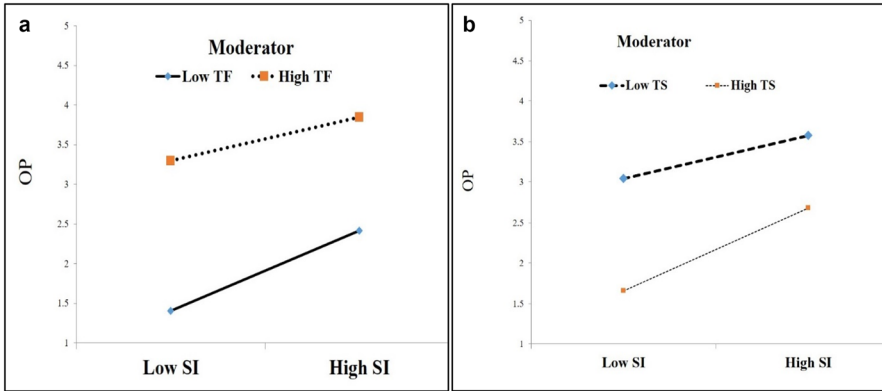 a
Moderator
Low TF High TF
5
4.5
4
3.5
3
2.5
2
1.5
1
OP
Low SI High SI
b
Moderator
Low TS High TS
5
4.5
4
3.5
3
2.5
2
1.5
1
OP
Low SI High SI